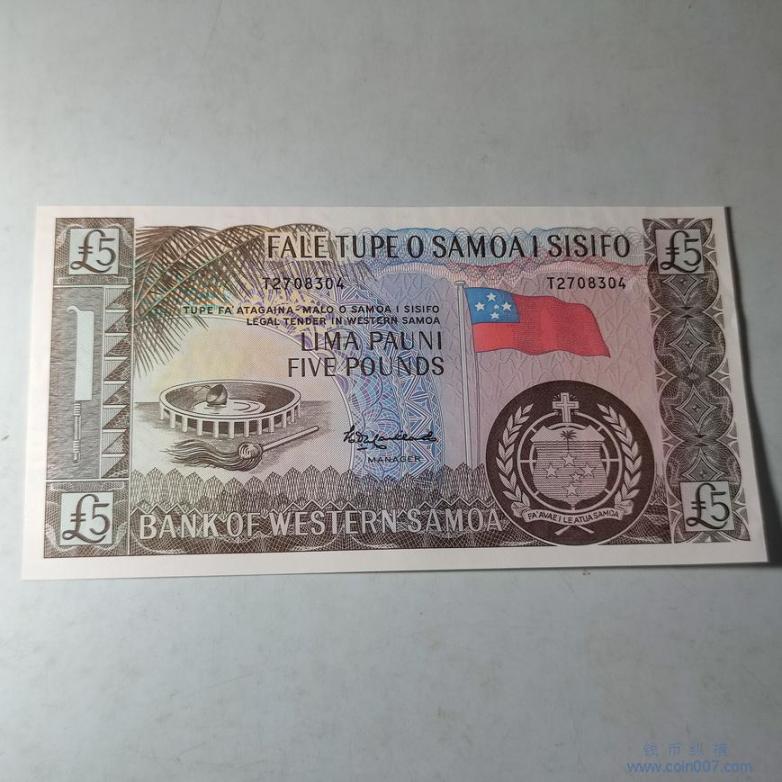 £5
FALE TUPE O SAMOA I SISIFO
£5
T2708304
T2708304
TUPE FA'ATAGAINA-MALO O SAMOA I SISIFO
LEGAL TENDER IN WESTERN SAMOA
LIMA PAUNI
FIVE POUNDS
MANAGER
£5
BANK OF WESTERN SAMOA
FA'AVAE I LE ATUA SAMOA
£5
钱币纵横
www.coin007.com